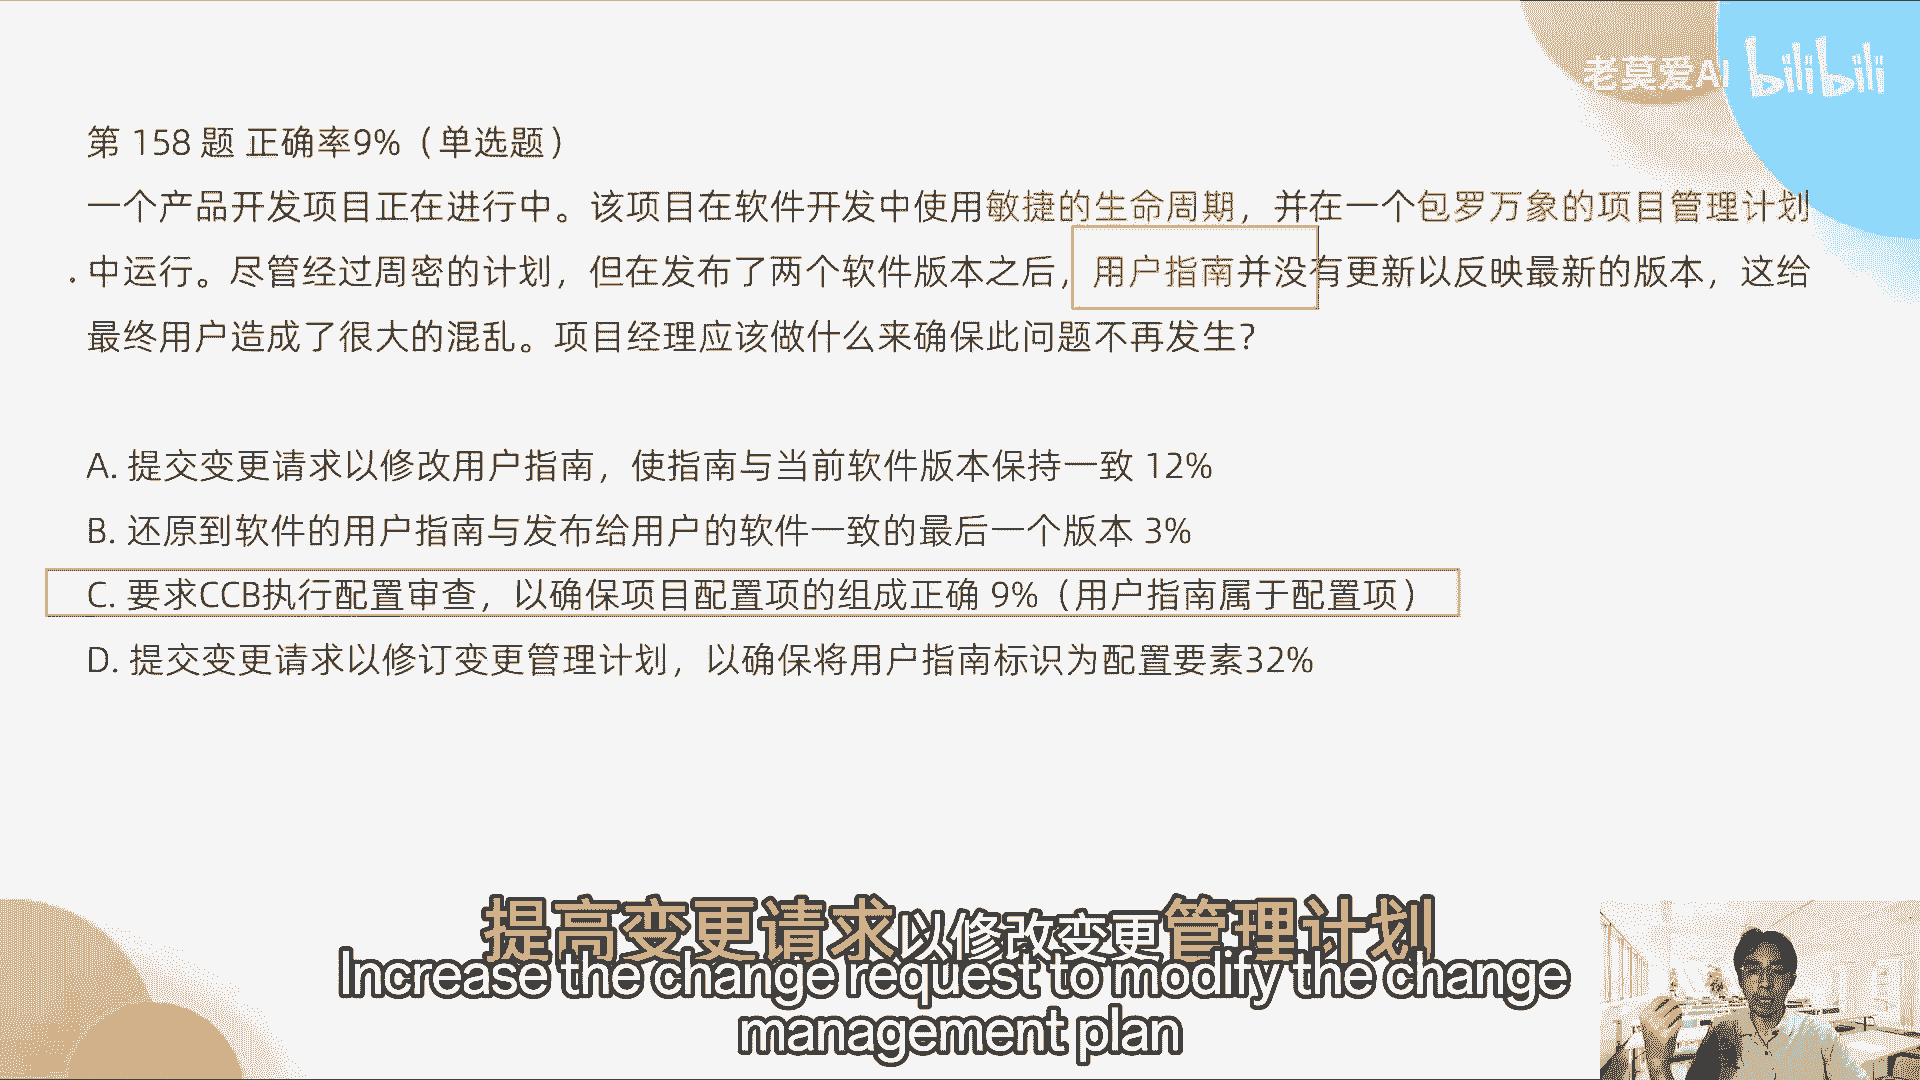 老莫爱AI bilibili
第 158 题 正确率9%（单选题）
一个产品开发项目正在进行中。该项目在软件开发中使用敏捷的生命周期，并在一个包罗万象的项目管理计划
中运行。尽管经过周密的计划，但在发布了两个软件版本之后，用户指南并没有更新以反映最新的版本，这给
最终用户造成了很大的混乱。项目经理应该做什么来确保此问题不再发生？
A. 提交变更请求以修改用户指南，使指南与当前软件版本保持一致 12%
B. 还原到软件的用户指南与发布给用户的软件一致的最后一个版本 3%
C. 要求CCB执行配置审查，以确保项目配置项的组成正确 9%（用户指南属于配置项）
D. 提交变更请求以修订变更管理计划，以确保将用户指南标识为配置要素32%
提高变更请求以修改变更管理计划
Increase the change request to modify the change
management plan